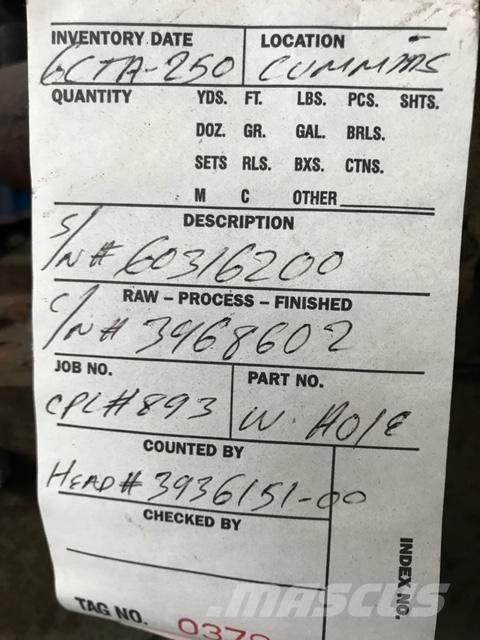 INVENTORY DATE LOCATION
6CTA-250 CUMMINS
QUANTITY YDS. FT. LBS. PCS. SHTS.
DOZ. GR. GAL. BRLS.
SETS RLS. BXS. CTNS.
M C OTHER
DESCRIPTION
S/N# 60316200
RAW – PROCESS – FINISHED
C/N# 3968602
JOB NO. PART NO.
CPL# 893 W. HOLE
COUNTED BY
HEAD# 3936151-00
CHECKED BY
INDEX NO.
TAG NO.
MASCUS